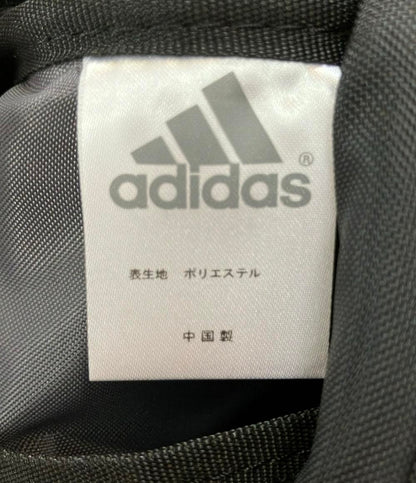 adidas®
表生地 ポリエステル
中国製